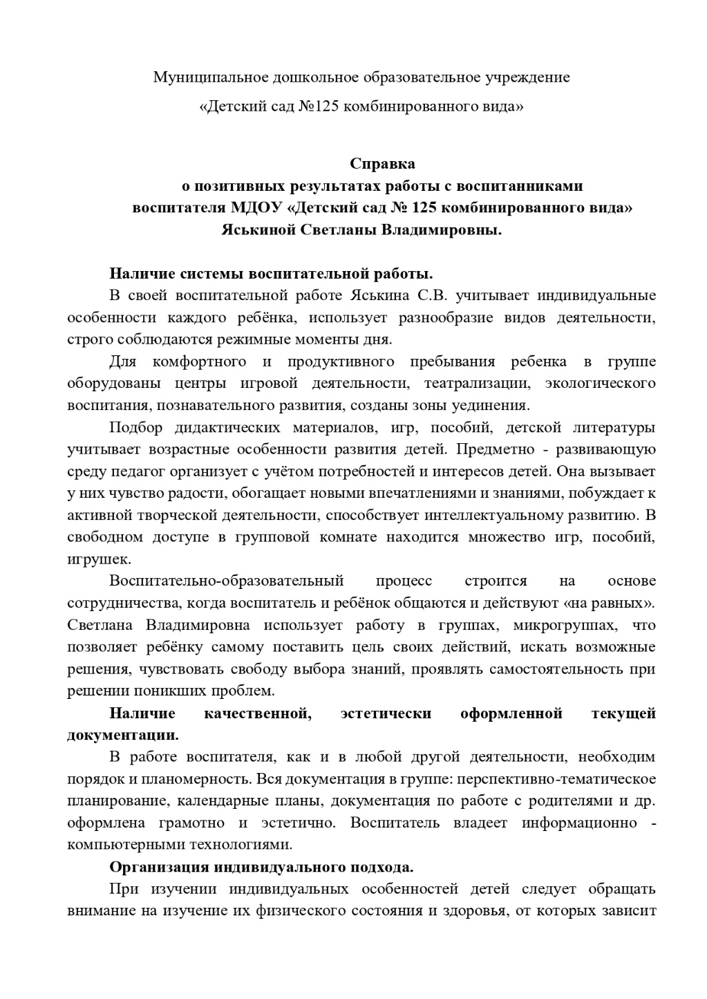 Муниципальное дошкольное образовательное учреждение
«Детский сад №125 комбинированного вида»
Справка
о позитивных результатах работы с воспитанниками
воспитателя МДОУ «Детский сад № 125 комбинированного вида»
Яськиной Светланы Владимировны.
Наличие системы воспитательной работы.
В своей воспитательной работе Яськина С.В. учитывает индивидуальные
особенности каждого ребёнка, использует разнообразие видов деятельности,
строго соблюдаются режимные моменты дня.
Для комфортного и продуктивного пребывания ребенка в группе
оборудованы центры игровой деятельности, театрализации, экологического
воспитания, познавательного развития, созданы зоны уединения.
Подбор дидактических материалов, игр, пособий, детской литературы
учитывает возрастные особенности развития детей. Предметно - развивающую
среду педагог организует с учётом потребностей и интересов детей. Она вызывает
у них чувство радости, обогащает новыми впечатлениями и знаниями, побуждает к
активной творческой деятельности, способствует интеллектуальному развитию. В
свободном доступе в групповой комнате находится множество игр, пособий,
игрушек.
Воспитательно-образовательный процесс строится на основе
сотрудничества, когда воспитатель и ребёнок общаются и действуют «на равных».
Светлана Владимировна использует работу в группах, микрогруппах, что
позволяет ребёнку самому поставить цель своих действий, искать возможные
решения, чувствовать свободу выбора знаний, проявлять самостоятельность при
решении поникших проблем.
Наличие качественной, эстетически оформленной текущей
документации.
В работе воспитателя, как и в любой другой деятельности, необходим
порядок и планомерность. Вся документация в группе: перспективно-тематическое
планирование, календарные планы, документация по работе с родителями и др.
оформлена грамотно и эстетично. Воспитатель владеет информационно -
компьютерными технологиями.
Организация индивидуального подхода.
При изучении индивидуальных особенностей детей следует обращать
внимание на изучение их физического состояния и здоровья, от которых зависит